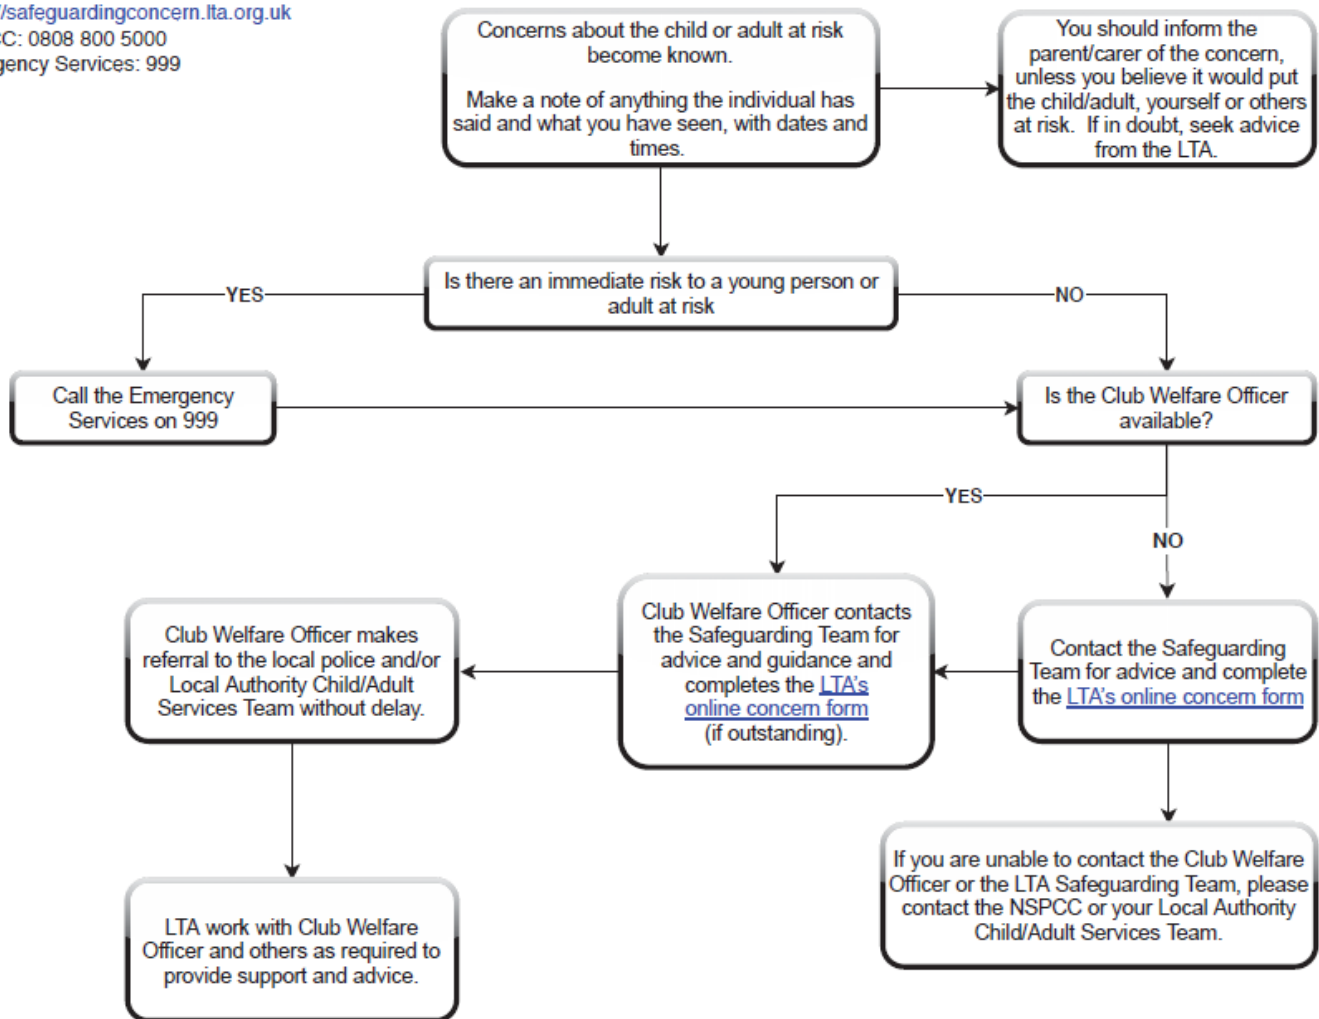 //safeguardingconcern.lta.org.uk
CC: 0808 800 5000
gency Services: 999
Concerns about the child or adult at risk
become known.
Make a note of anything the individual has
said and what you have seen, with dates and
times.
You should inform the
parent/carer of the concern,
unless you believe it would put
the child/adult, yourself or others
at risk. If in doubt, seek advice
from the LTA.
Is there an immediate risk to a young person or
adult at risk
YES
NO
Call the Emergency
Services on 999
Is the Club Welfare Officer
available?
YES
NO
Club Welfare Officer makes
referral to the local police and/or
Local Authority Child/Adult
Services Team without delay.
Club Welfare Officer contacts
the Safeguarding Team for
advice and guidance and
completes the LTA's
online concern form
(if outstanding).
Contact the Safeguarding
Team for advice and complete
the LTA's online concern form
If you are unable to contact the Club Welfare
Officer or the LTA Safeguarding Team, please
contact the NSPCC or your Local Authority
Child/Adult Services Team.
LTA work with Club Welfare
Officer and others as required to
provide support and advice.